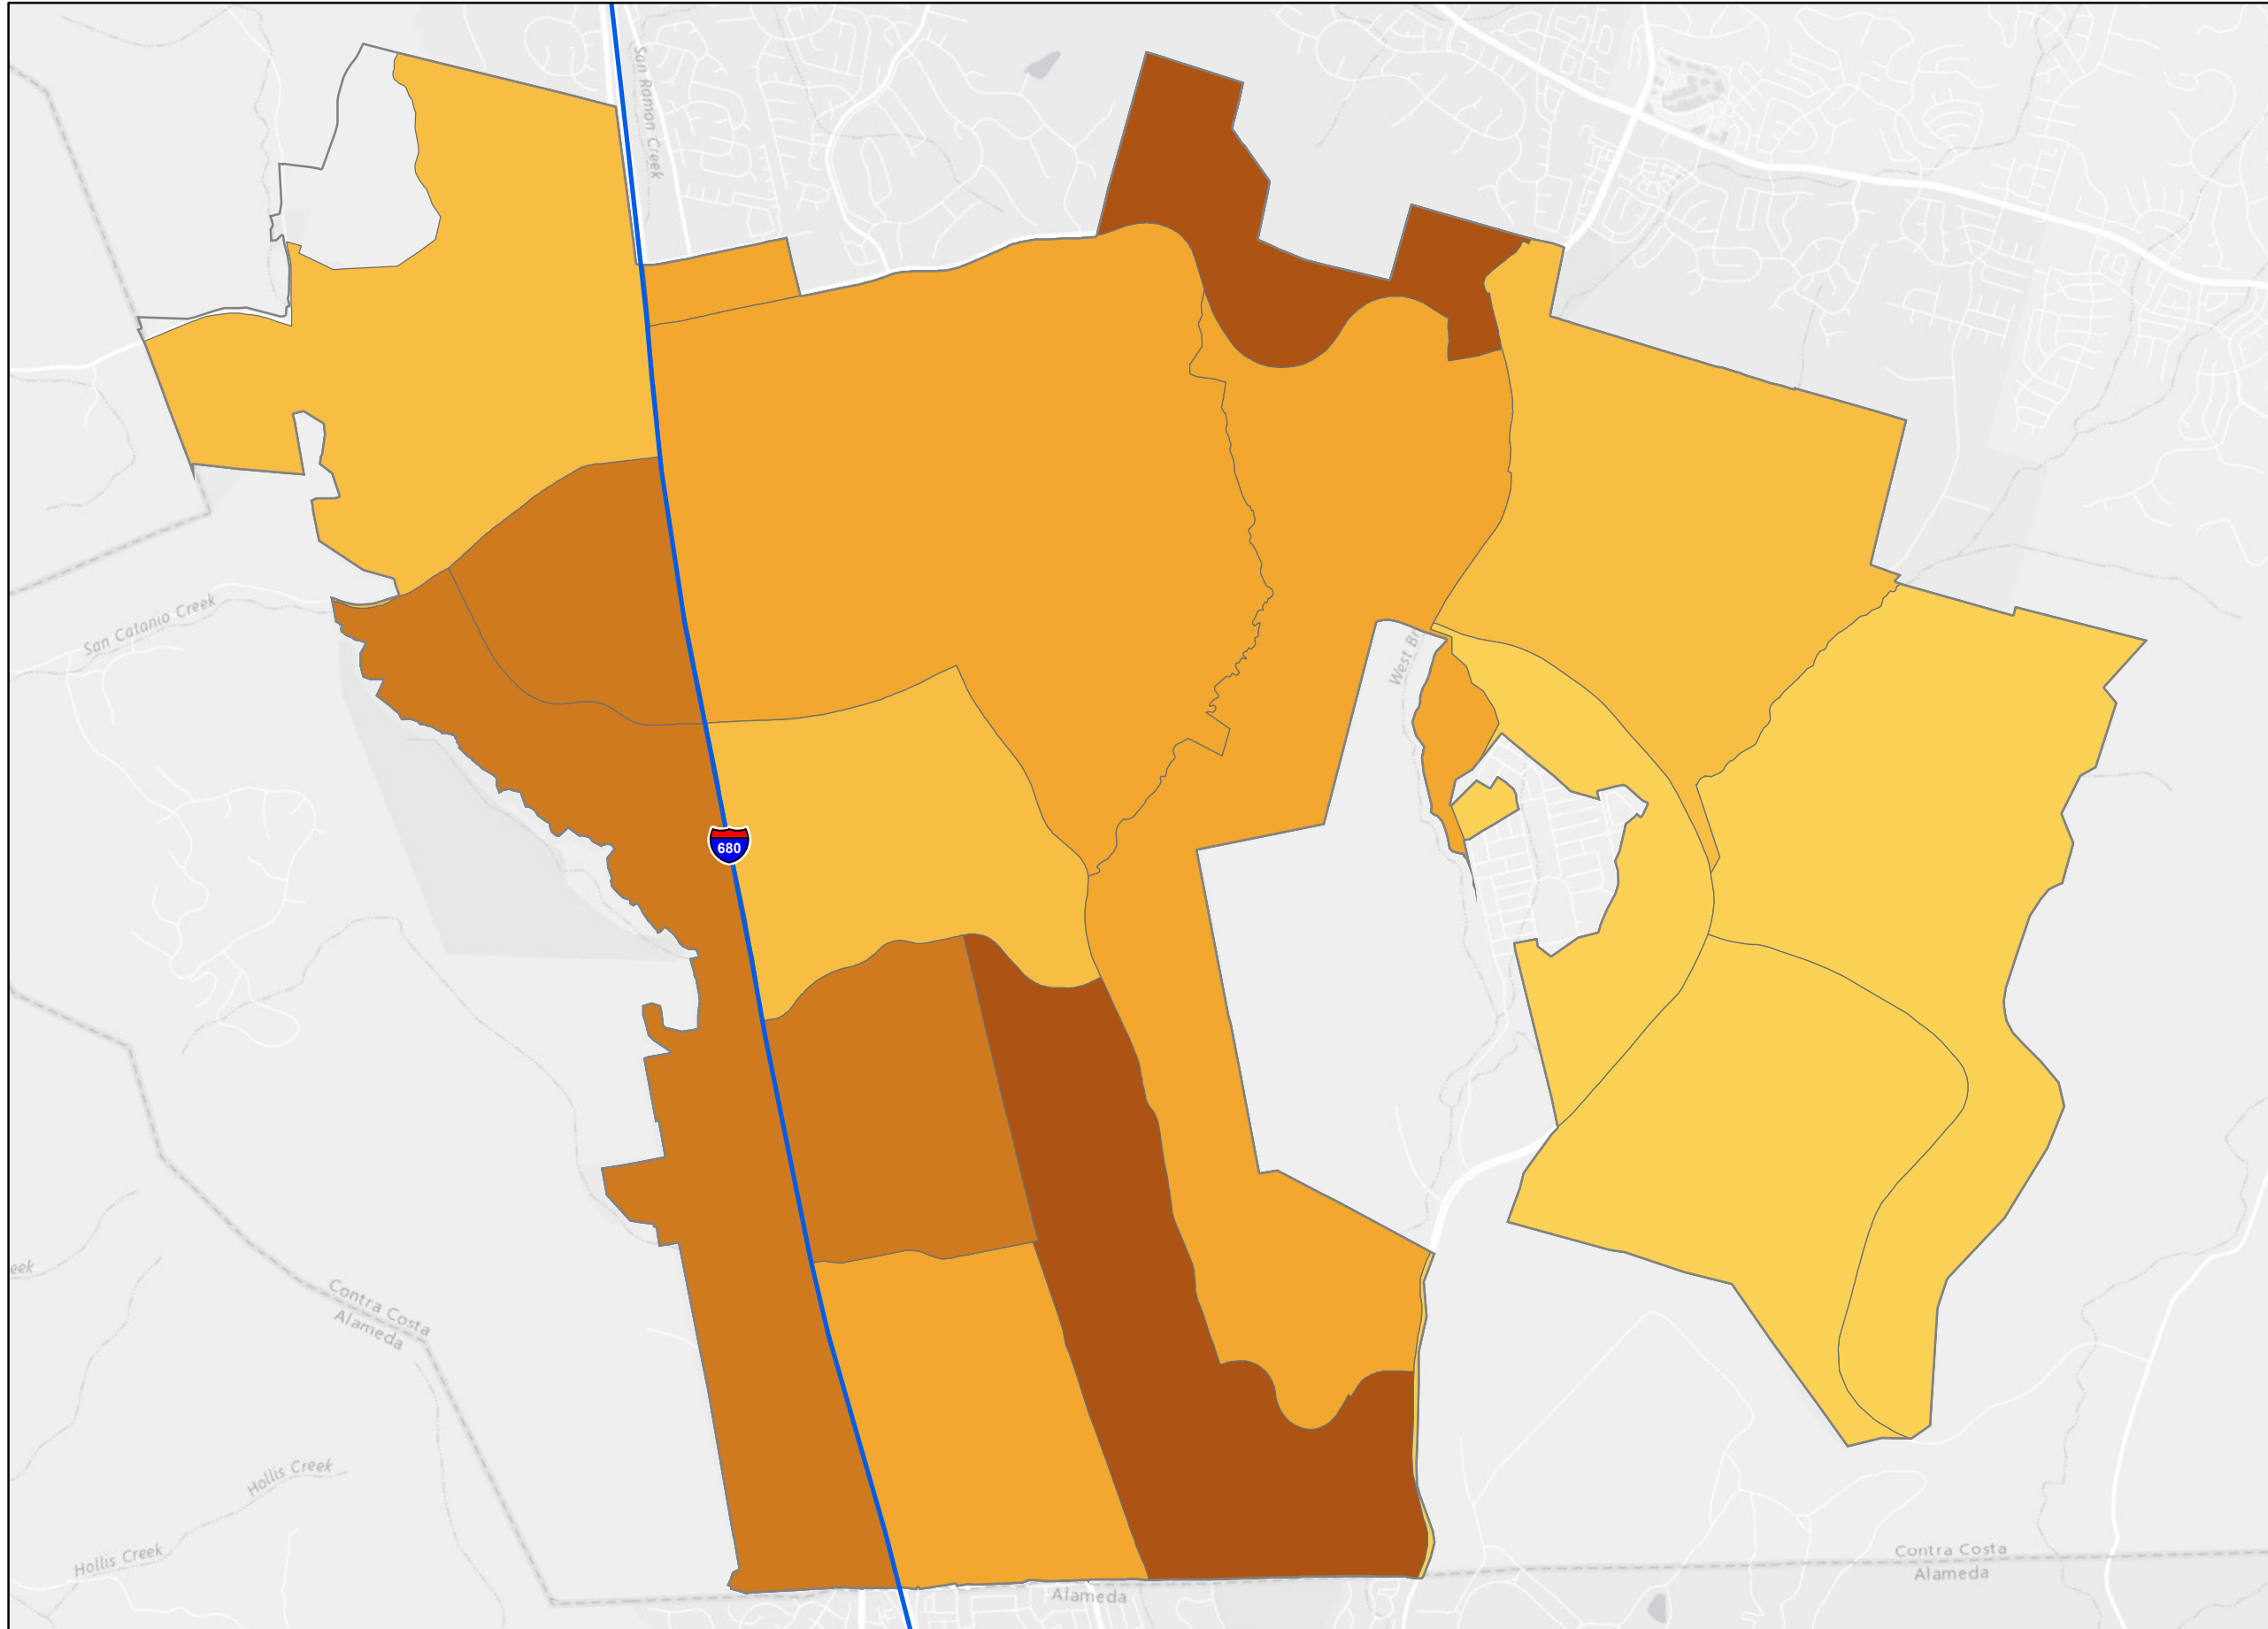 San Ramon Creek
San Catanio Creek
West Br
680
eek
Contra Costa
Alameda
Hollis Creek
Hollis Creek
Contra Costa
Alameda
Alameda